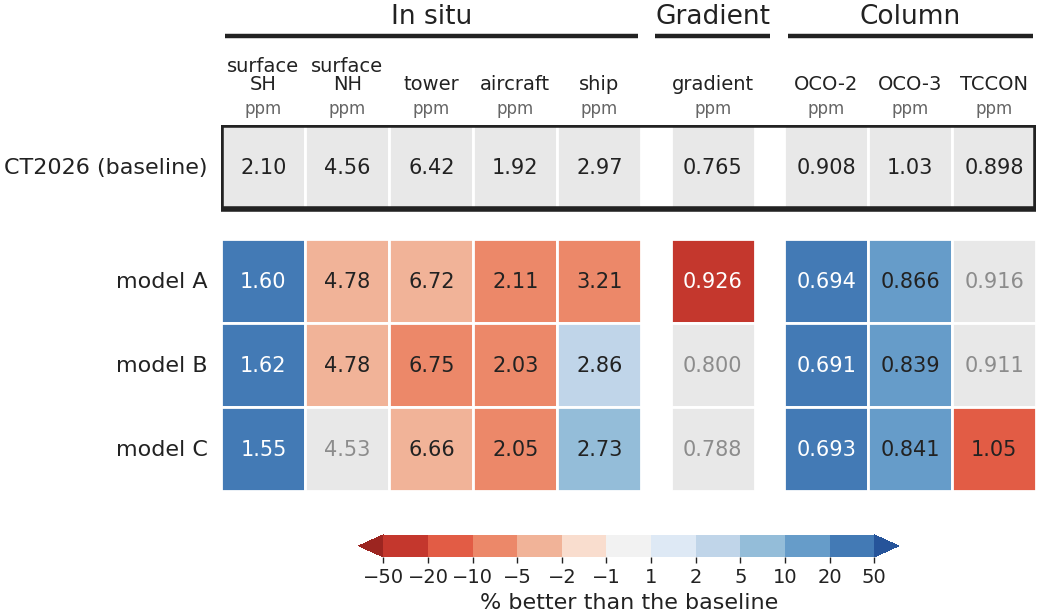 In situ Gradient Column
surface SH surface NH tower aircraft ship gradient OCO-2 OCO-3 TCCON
ppm ppm ppm ppm ppm ppm ppm ppm ppm
CT2026 (baseline) 2.10 4.56 6.42 1.92 2.97 0.765 0.908 1.03 0.898
model A 1.60 4.78 6.72 2.11 3.21 0.926 0.694 0.866 0.916
model B 1.62 4.78 6.75 2.03 2.86 0.800 0.691 0.839 0.911
model C 1.55 4.53 6.66 2.05 2.73 0.788 0.693 0.841 1.05
−50 −20 −10 −5 −2 −1 1 2 5 10 20 50
% better than the baseline